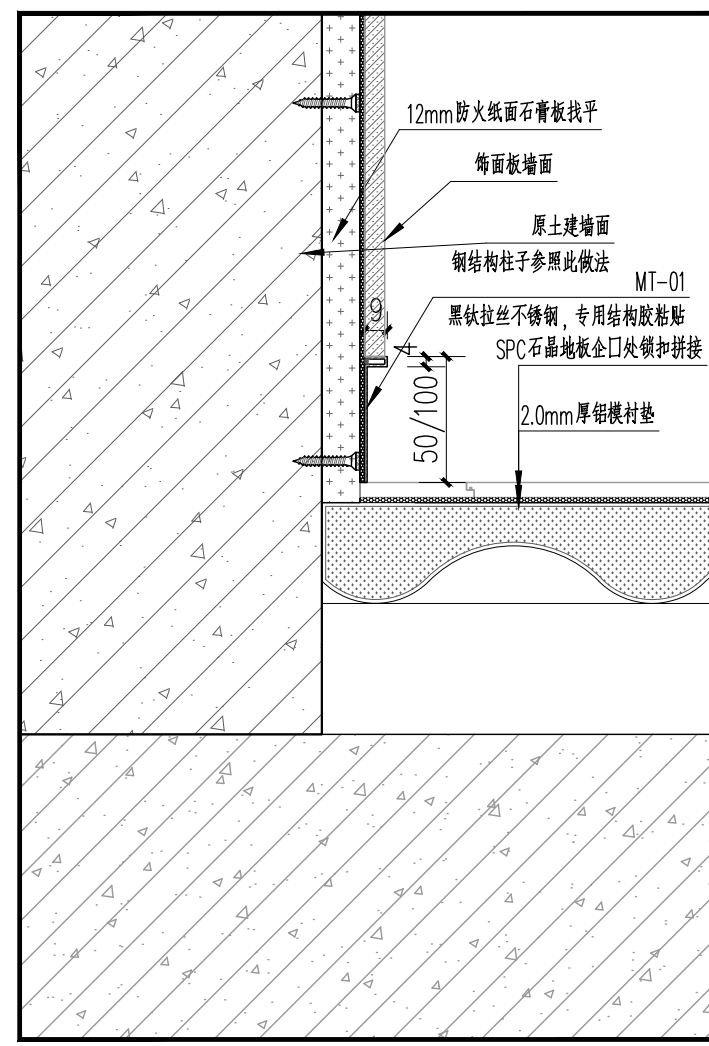 12mm防火纸面石膏板找平
饰面板墙面
原土建墙面
钢结构柱子参照此做法
MT-01
黑钛拉丝不锈钢，专用结构胶粘贴
SPC石晶地板企口处锁扣拼接
2.0mm厚铝模衬垫
9
4
50/100